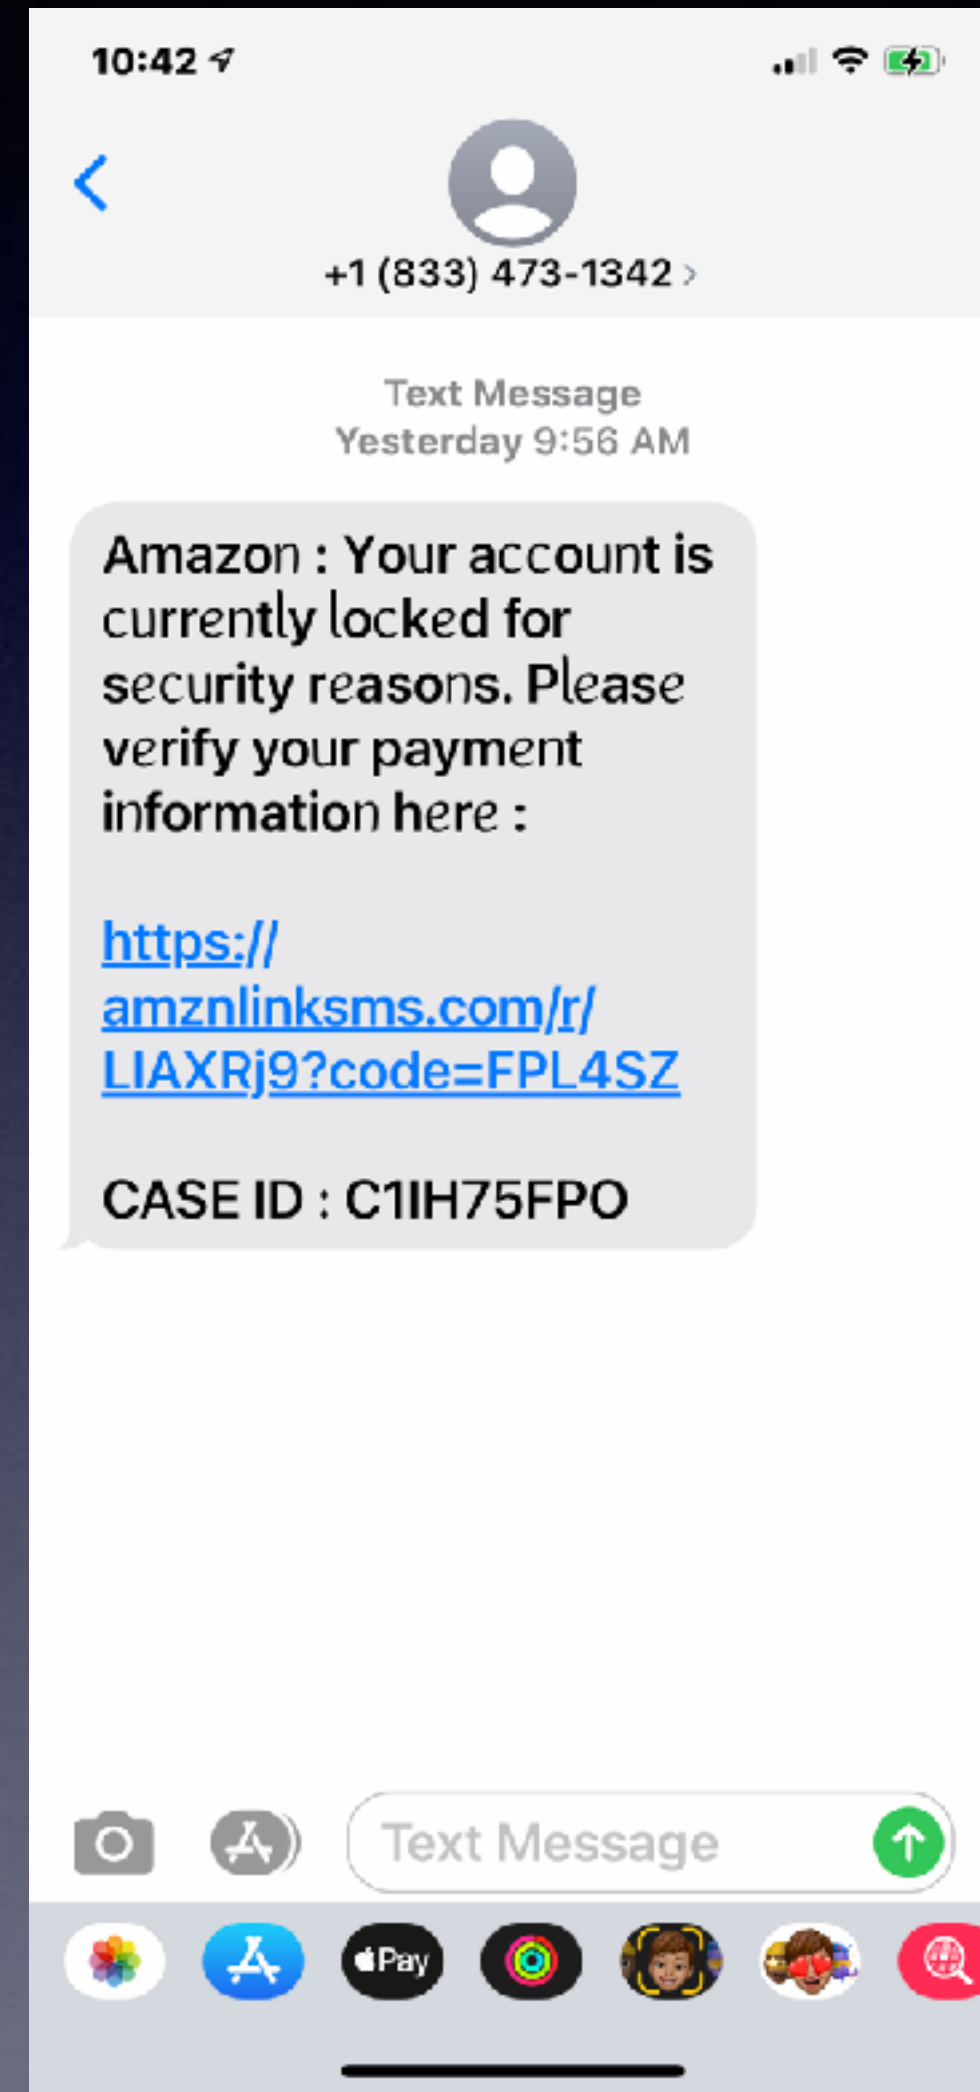 10:42
+1 (833) 473-1342
Text Message
Yesterday 9:56 AM
Amazon : Your account is
currently locked for
security reasons. Please
verify your payment
information here :
https://
amznlinksms.com/r/
LIAXRj9?code=FPL4SZ
CASE ID : C1IH75FPO
Text Message
Pay